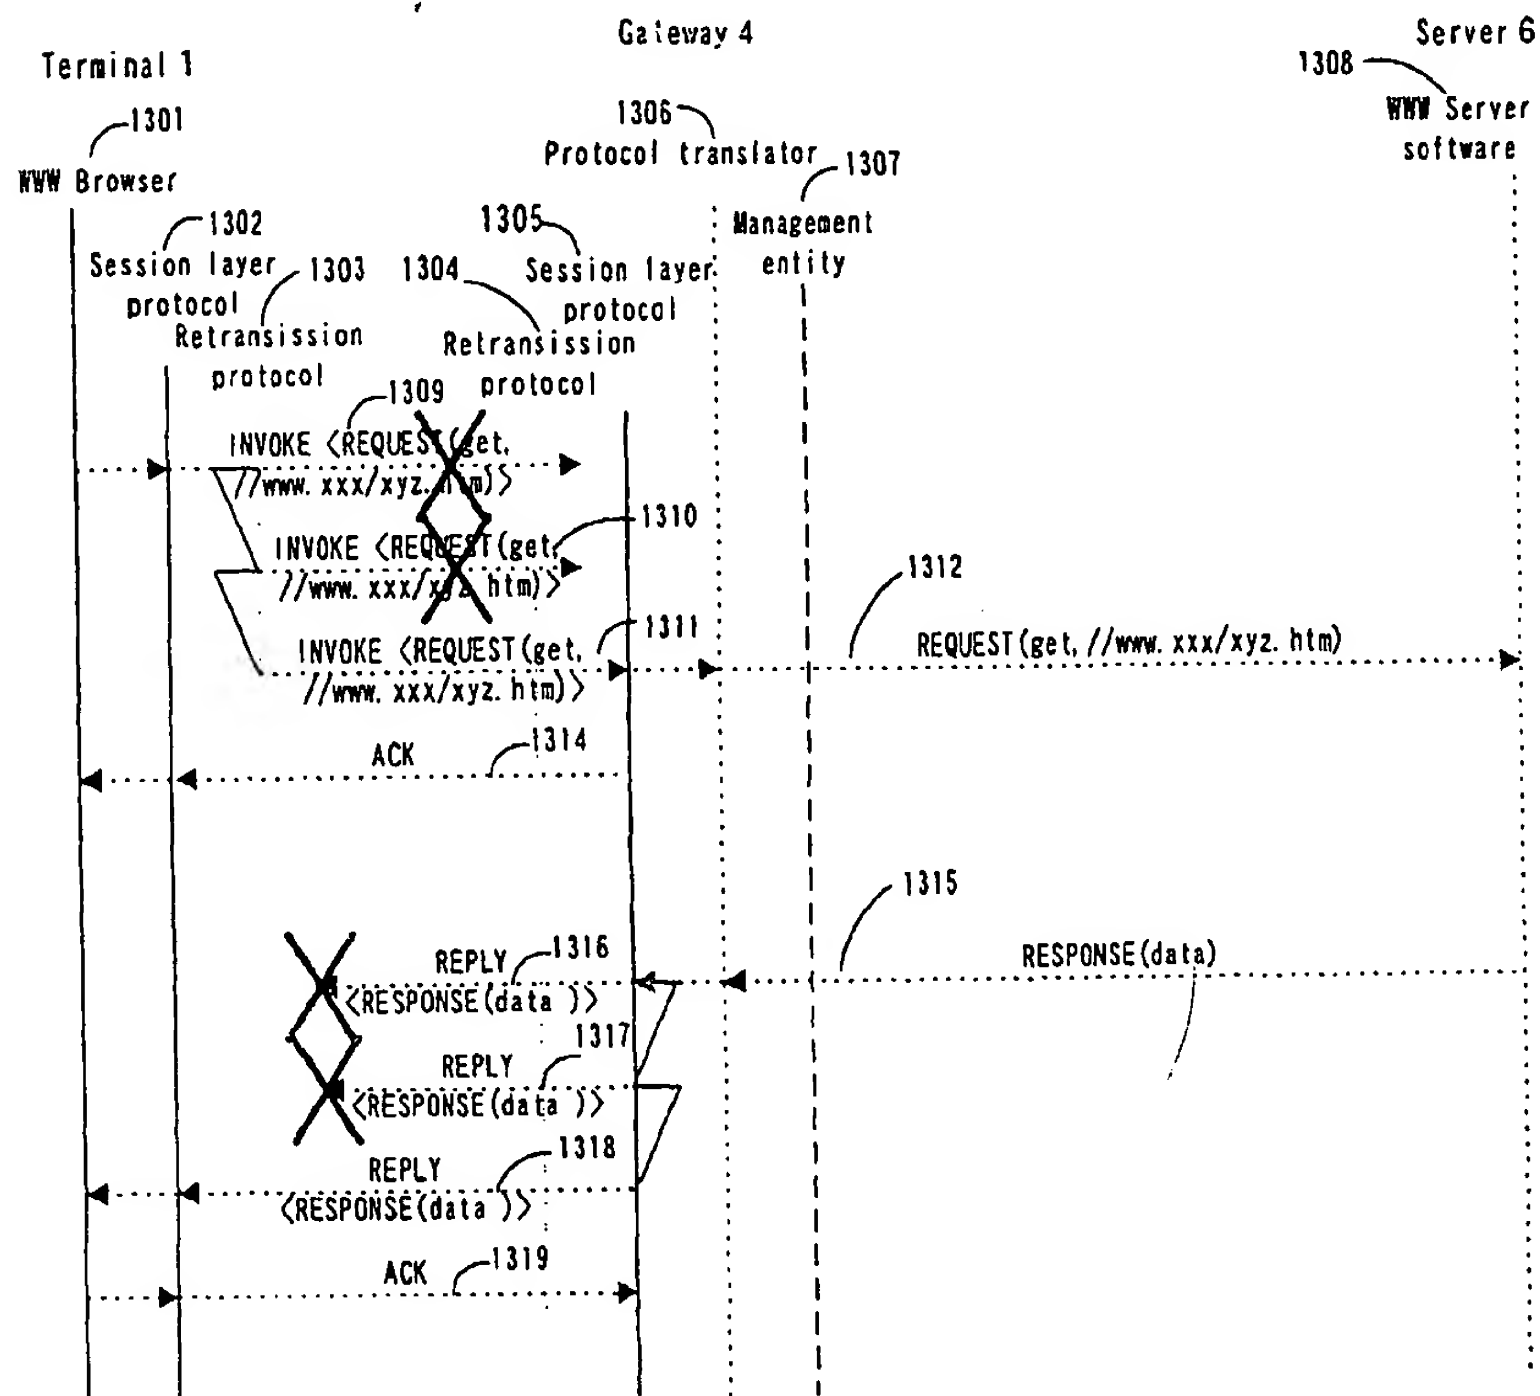 Terminal 1
Gateway 4
Server 6
1308
1301
1306
WWW Server
software
WWW Browser
Protocol translator
1307
1302
1305
Management
entity
Session layer
protocol
1303
1304
Session layer
protocol
Retransission
protocol
Retransission
protocol
1309
INVOKE <REQUEST(get,
//www.xxx/xyz.htm)>
1310
INVOKE <REQUEST(get,
//www.xxx/xyz htm)>
1312
1311
INVOKE <REQUEST(get,
//www.xxx/xyz.htm)>
REQUEST(get, //www.xxx/xyz.htm)
ACK
1314
1315
REPLY
1316
<RESPONSE(data )>
RESPONSE(data)
1317
REPLY
<RESPONSE(data )>
1318
REPLY
<RESPONSE(data )>
ACK
1319